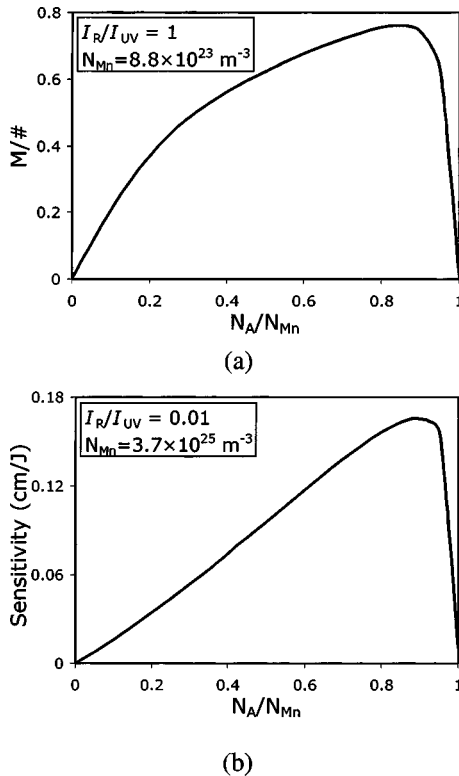 I_R/I_UV = 1
N_Mn=8.8×10^23 m^-3
0.8
0.6
0.4
0.2
0
M/#
0 0.2 0.4 0.6 0.8 1
N_A/N_Mn
(a)
I_R/I_UV = 0.01
N_Mn=3.7×10^25 m^-3
0.18
0.12
0.06
0
Sensitivity (cm/J)
0 0.2 0.4 0.6 0.8 1
N_A/N_Mn
(b)